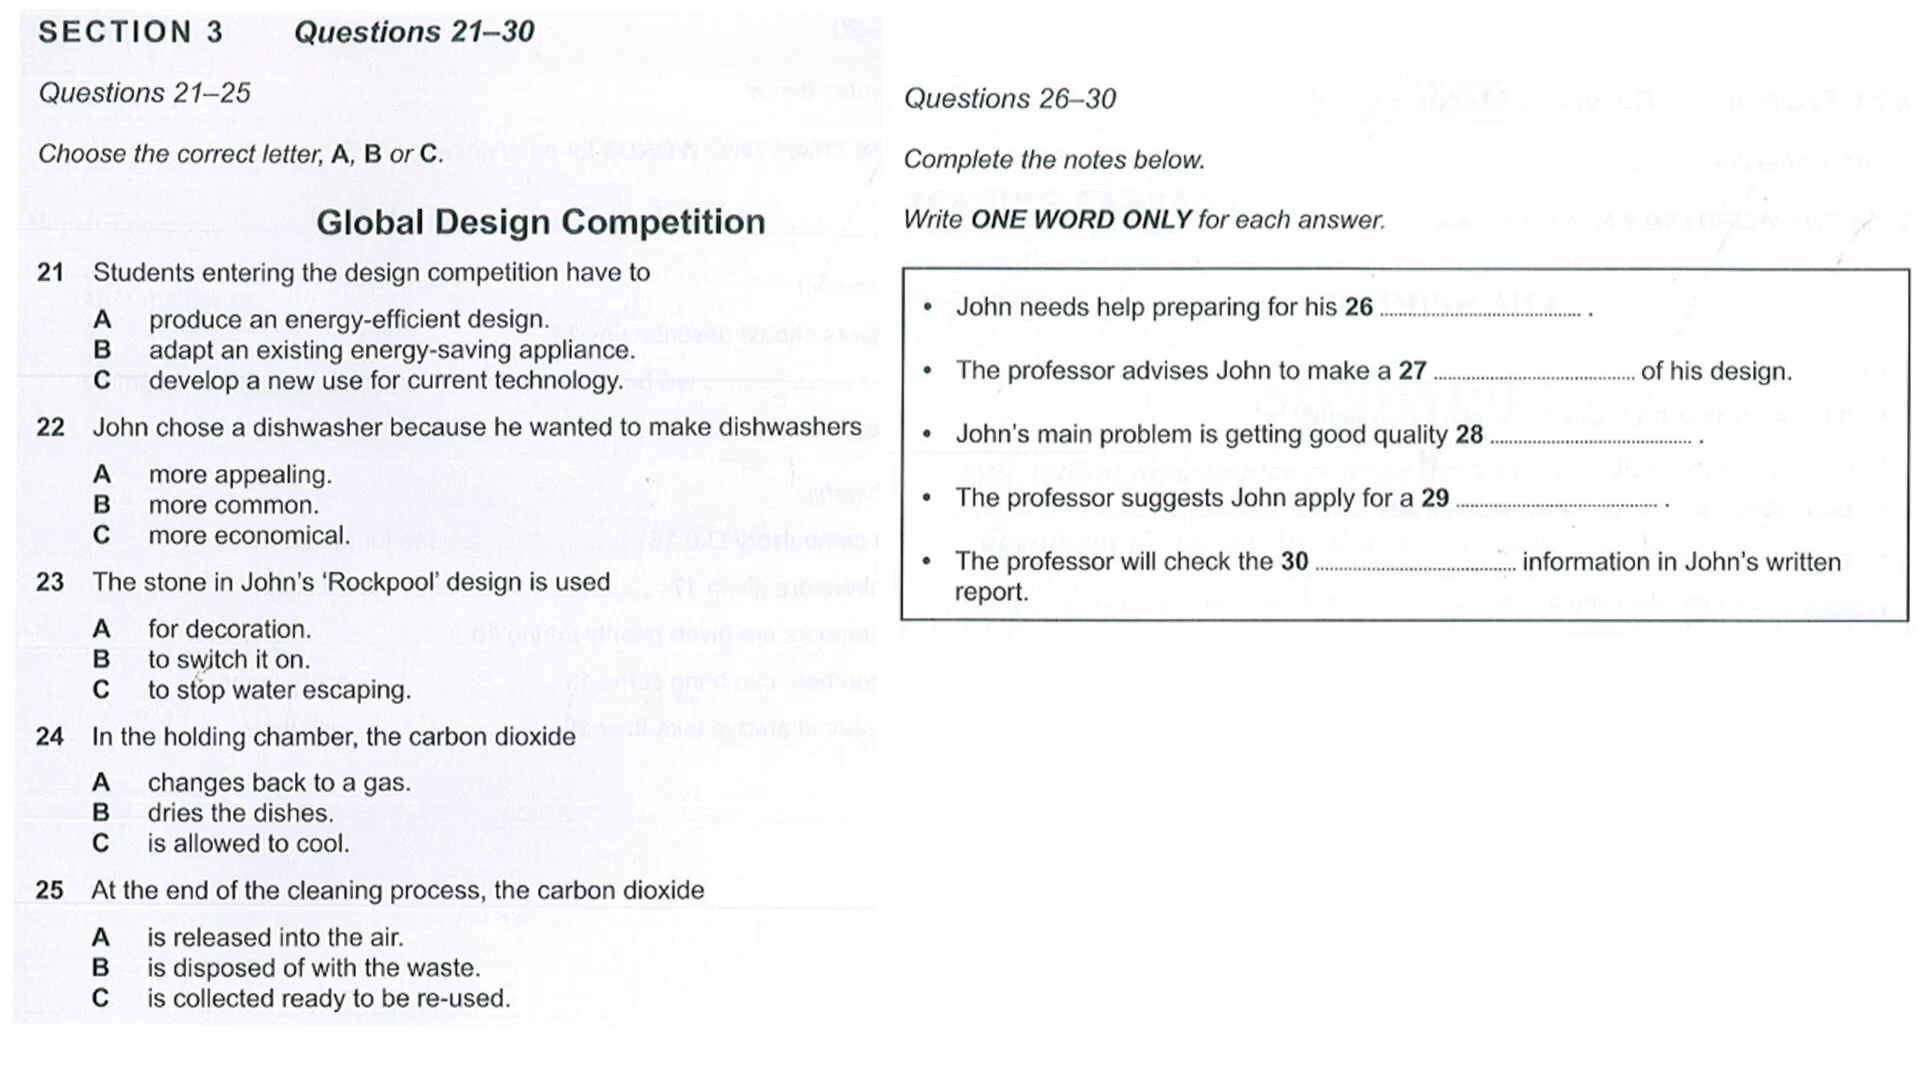 SECTION 3 Questions 21–30
Questions 21–25
Choose the correct letter, A, B or C.
Global Design Competition
21 Students entering the design competition have to
A produce an energy-efficient design.
B adapt an existing energy-saving appliance.
C develop a new use for current technology.
22 John chose a dishwasher because he wanted to make dishwashers
A more appealing.
B more common.
C more economical.
23 The stone in John's 'Rockpool' design is used
A for decoration.
B to switch it on.
C to stop water escaping.
24 In the holding chamber, the carbon dioxide
A changes back to a gas.
B dries the dishes.
C is allowed to cool.
25 At the end of the cleaning process, the carbon dioxide
A is released into the air.
B is disposed of with the waste.
C is collected ready to be re-used.
Questions 26–30
Complete the notes below.
Write ONE WORD ONLY for each answer.
• John needs help preparing for his 26 .................... .
• The professor advises John to make a 27 .................... of his design.
• John's main problem is getting good quality 28 .................... .
• The professor suggests John apply for a 29 .................... .
• The professor will check the 30 .................... information in John's written
report.